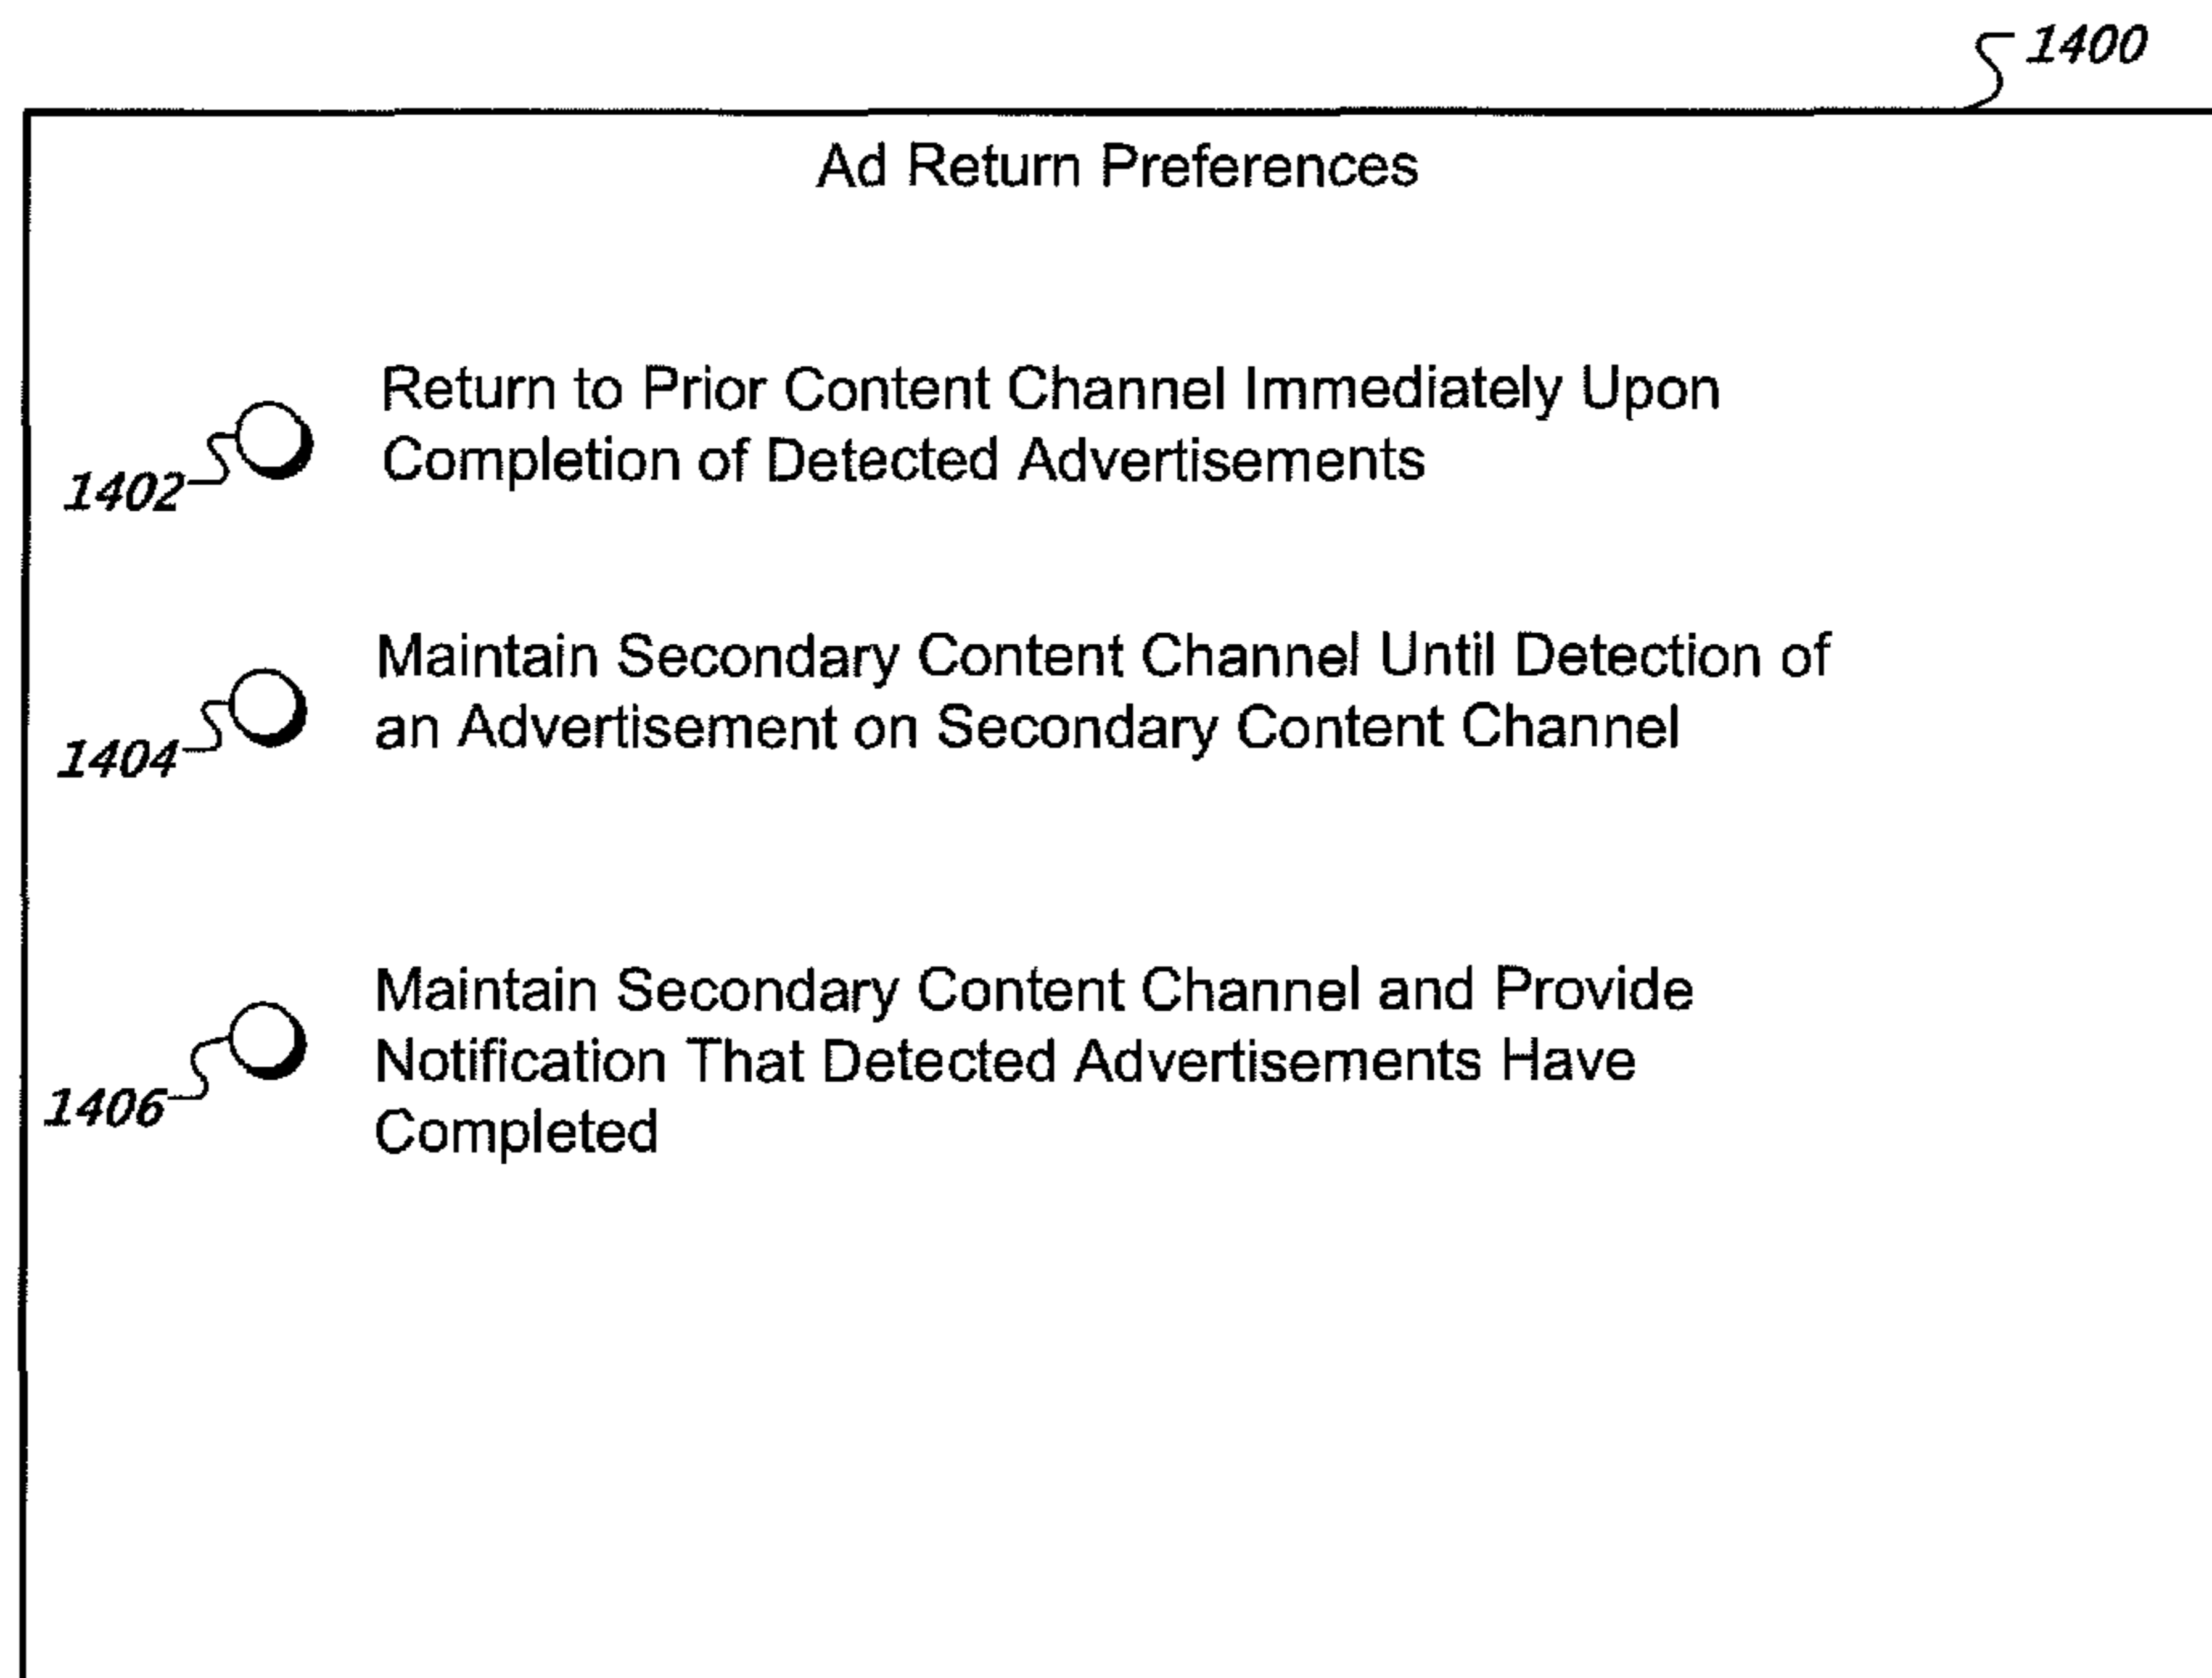 1400
Ad Return Preferences
Return to Prior Content Channel Immediately Upon
Completion of Detected Advertisements
1402
Maintain Secondary Content Channel Until Detection of
an Advertisement on Secondary Content Channel
1404
Maintain Secondary Content Channel and Provide
Notification That Detected Advertisements Have
Completed
1406